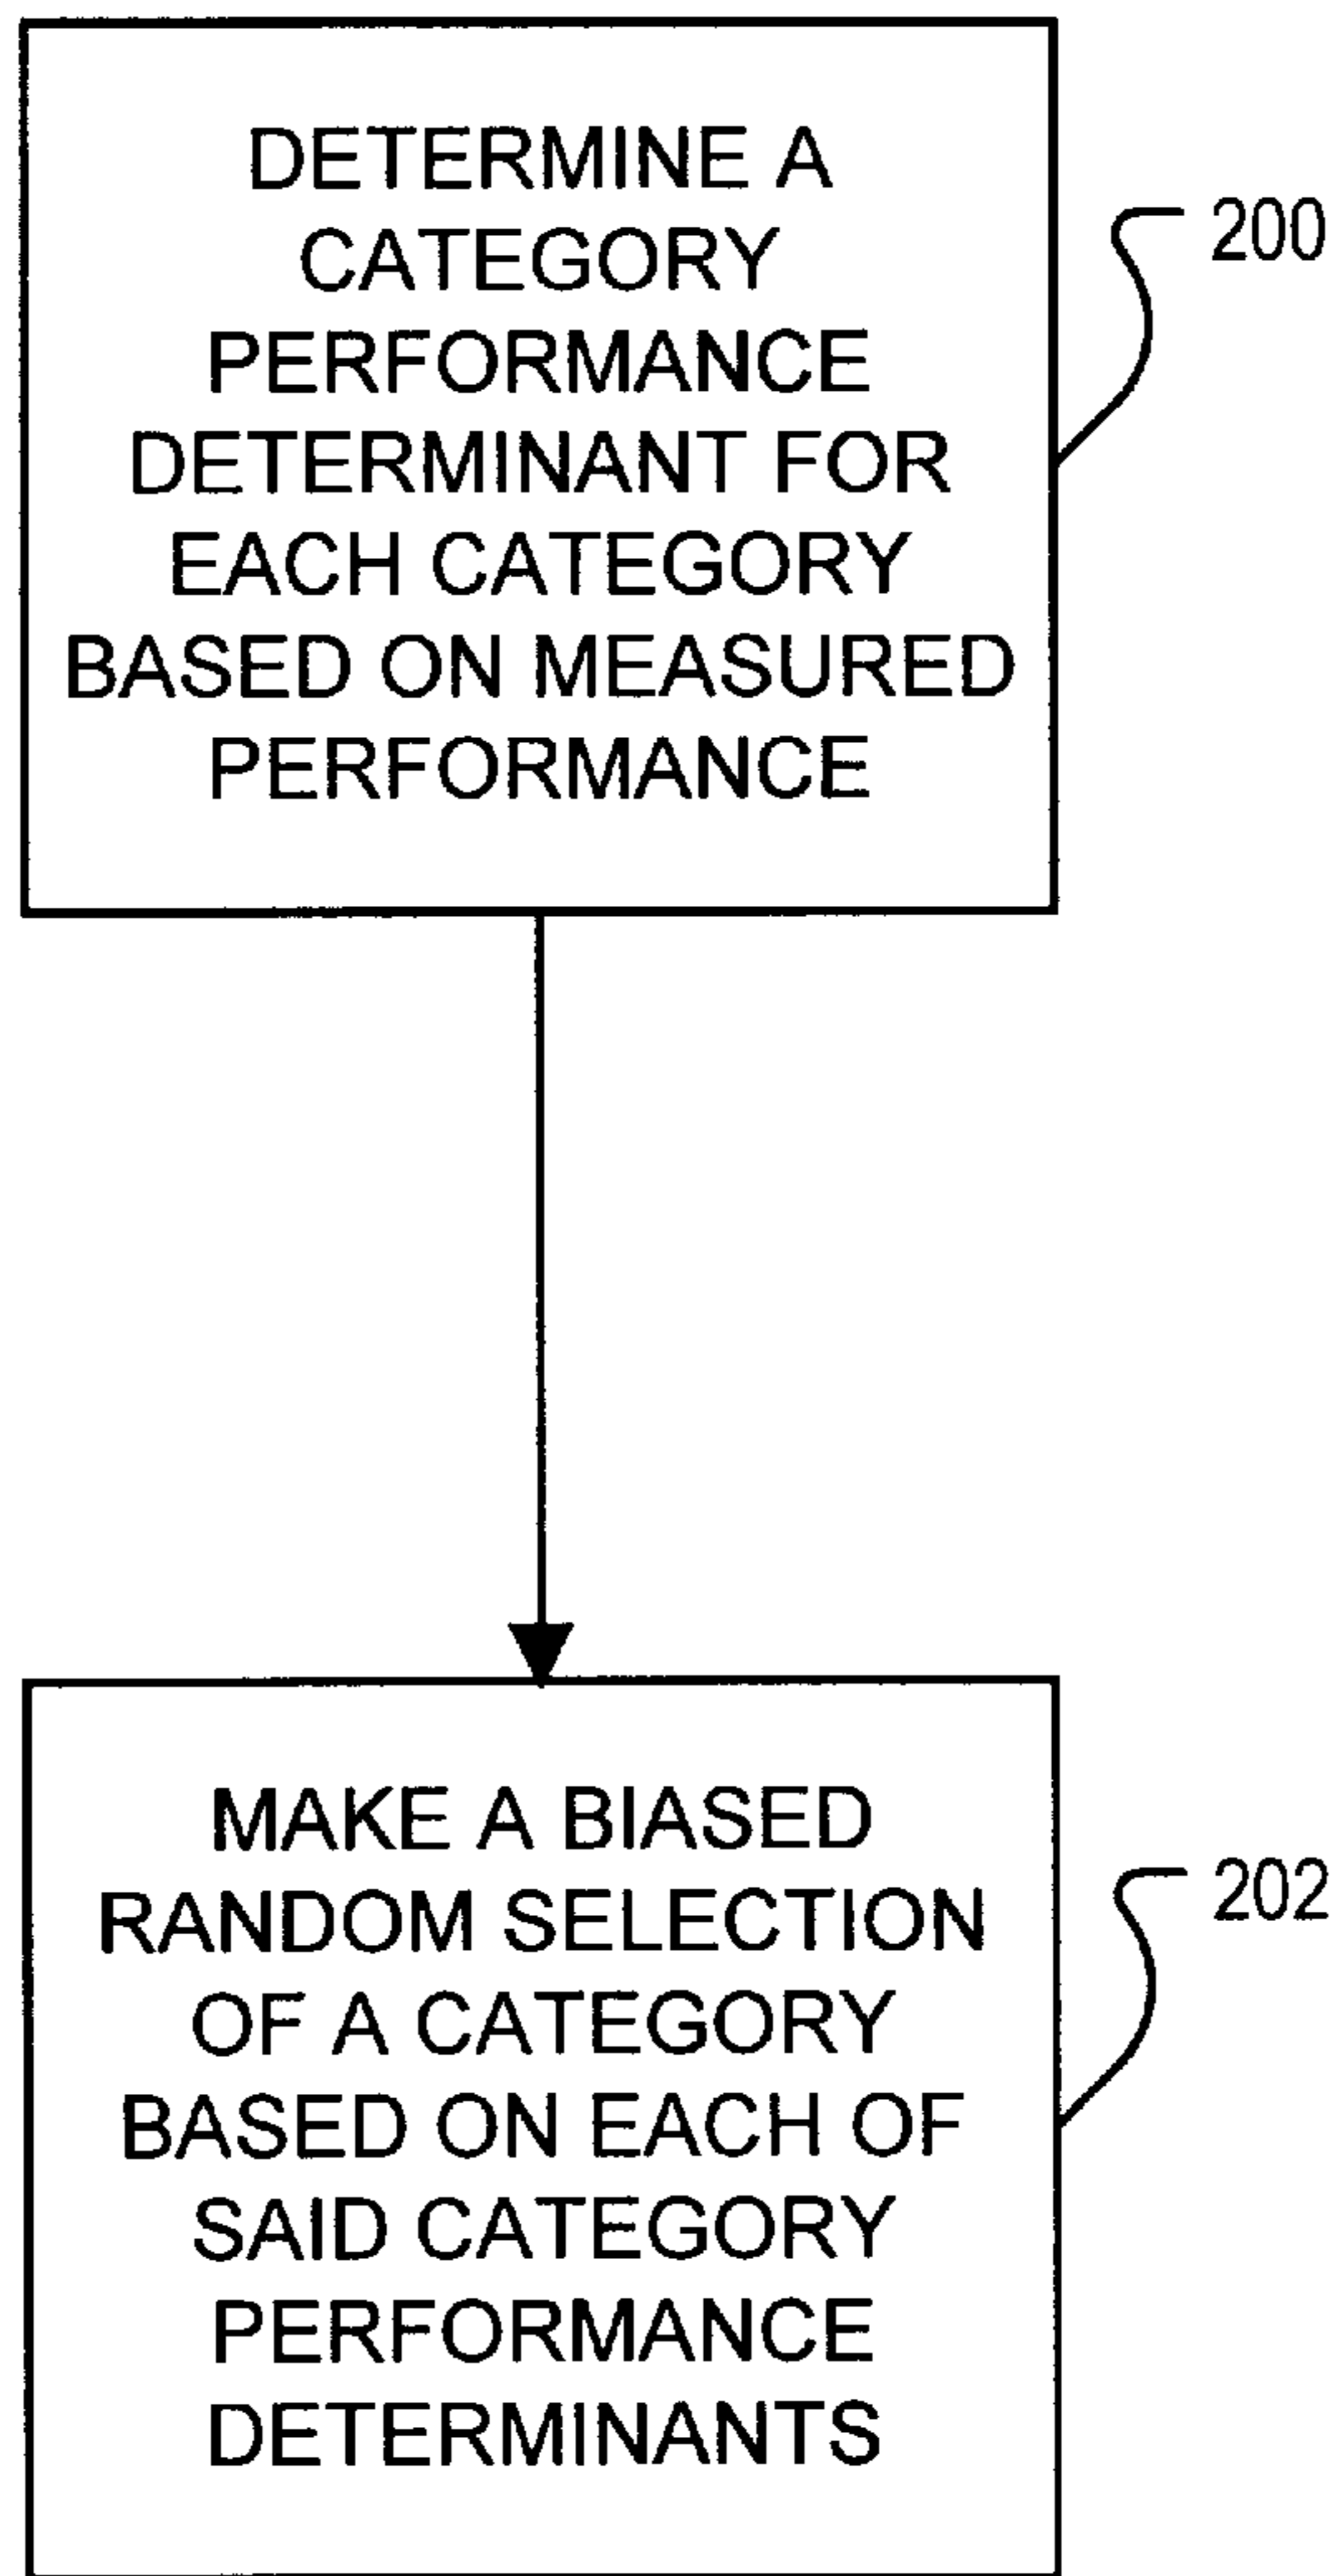 DETERMINE A
CATEGORY
PERFORMANCE
DETERMINANT FOR
EACH CATEGORY
BASED ON MEASURED
PERFORMANCE
200
MAKE A BIASED
RANDOM SELECTION
OF A CATEGORY
BASED ON EACH OF
SAID CATEGORY
PERFORMANCE
DETERMINANTS
202